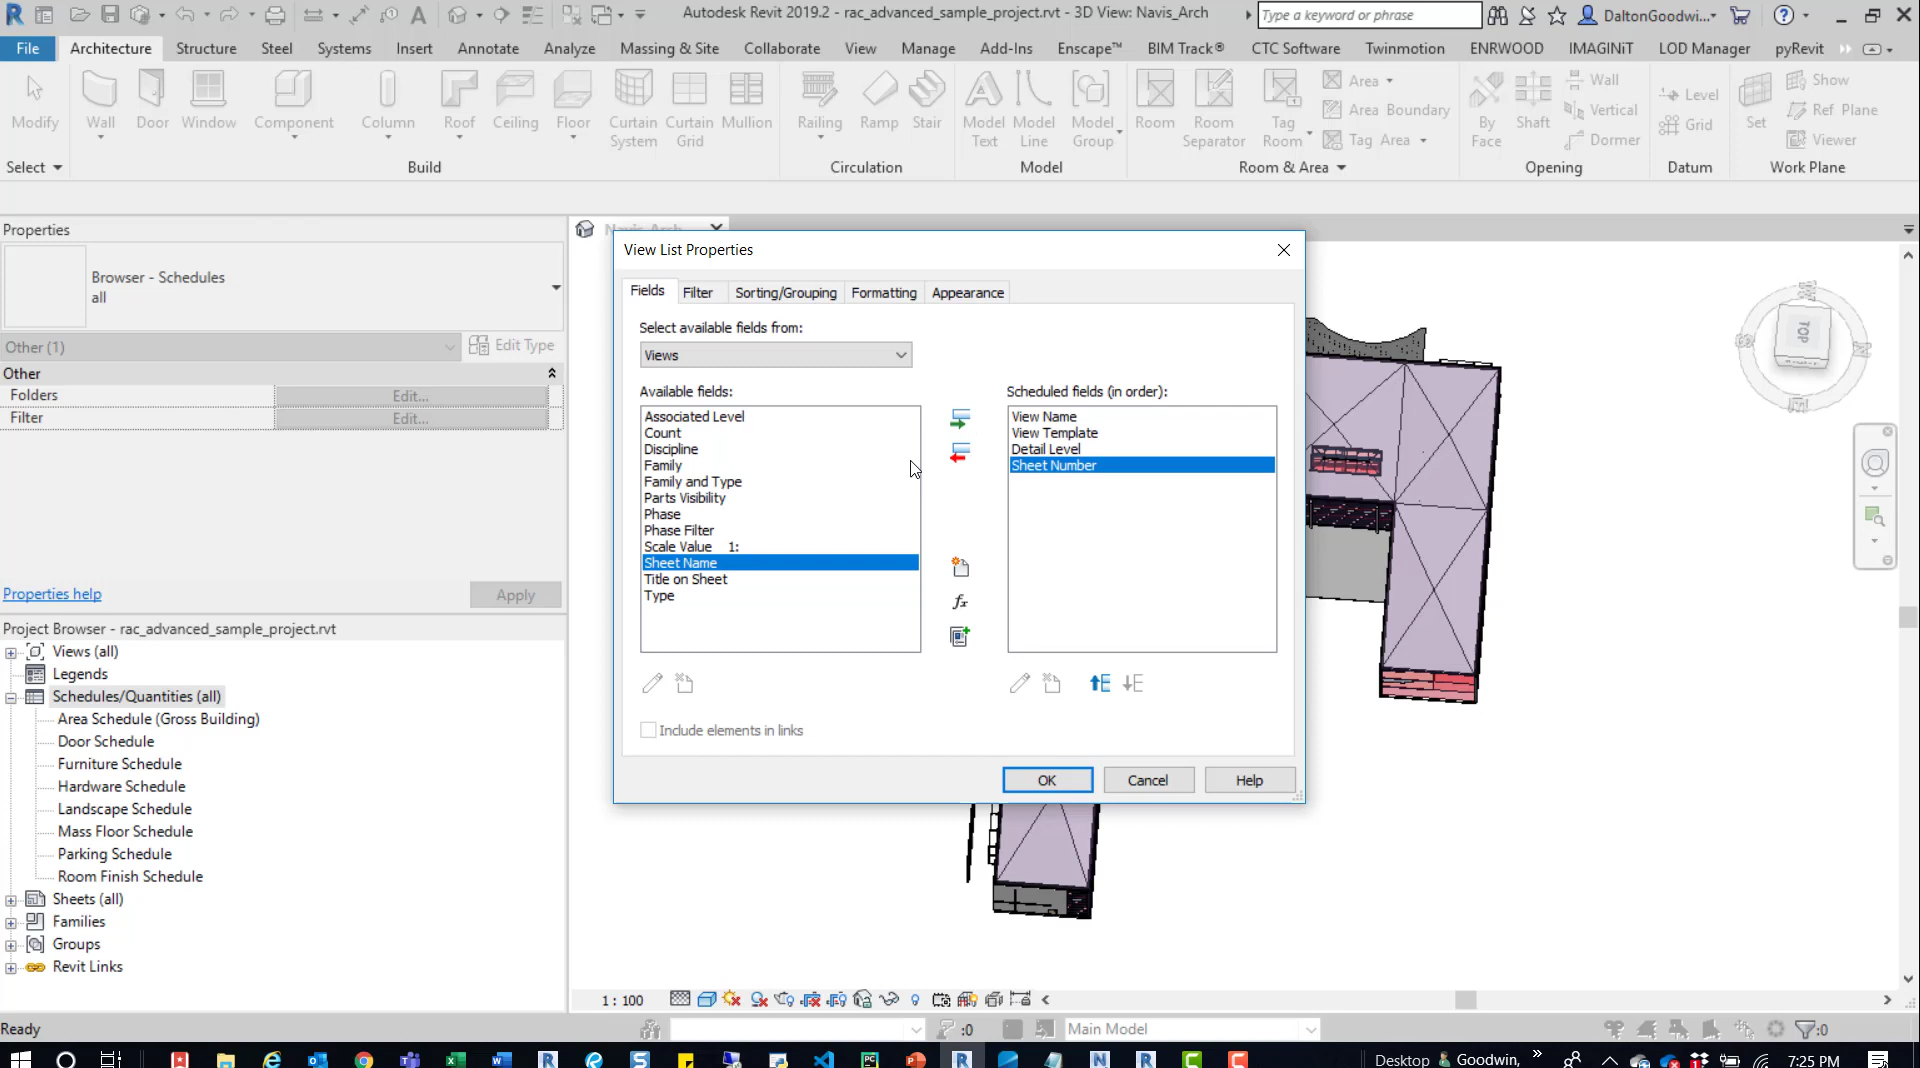 Autodesk Revit 2019.2 - rac_advanced_sample_project.rvt - 3D View: Navis_Arch
Type a keyword or phrase
DaltonGoodwi...
File Architecture Structure Steel Systems Insert Annotate Analyze Massing & Site Collaborate View Manage Add-Ins Enscape™ BIM Track® CTC Software Twinmotion ENRWOOD IMAGINiT LOD Manager pyRevit
Modify
Wall
Door
Window
Component
Column
Roof
Ceiling
Floor
Curtain System
Curtain Grid
Mullion
Railing
Ramp
Stair
Model Text
Model Line
Model Group
Room
Room Separator
Tag Room
Area
Area Boundary
Tag Area
By Face
Shaft
Wall
Vertical
Dormer
Level
Grid
Set
Show
Ref Plane
Viewer
Select Build Circulation Model Room & Area Opening Datum Work Plane
Properties
Browser - Schedules
all
Other (1)
Edit Type
Other
Folders Edit...
Filter Edit...
Properties help
Apply
Project Browser - rac_advanced_sample_project.rvt
Views (all)
Legends
Schedules/Quantities (all)
Area Schedule (Gross Building)
Door Schedule
Furniture Schedule
Hardware Schedule
Landscape Schedule
Mass Floor Schedule
Parking Schedule
Room Finish Schedule
Sheets (all)
Families
Groups
Revit Links
Navis_Arch
View List Properties
Fields Filter Sorting/Grouping Formatting Appearance
Select available fields from:
Views
Available fields:
Associated Level
Count
Discipline
Family
Family and Type
Parts Visibility
Phase
Phase Filter
Scale Value 1:
Sheet Name
Title on Sheet
Type
fx
Scheduled fields (in order):
View Name
View Template
Detail Level
Sheet Number
Include elements in links
OK Cancel Help
TOP
1 : 100
Ready
:0
Main Model
:0
Desktop
Goodwin,
7:25 PM